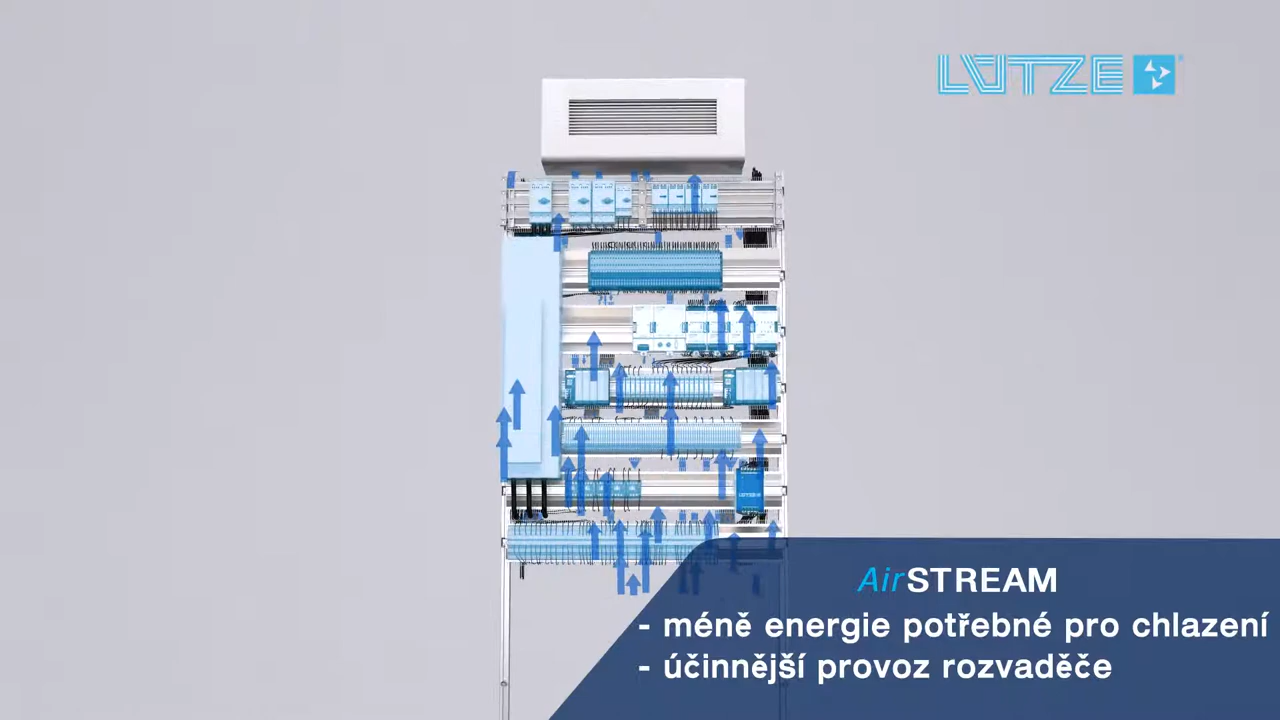 LÜTZE
AirSTREAM
- méně energie potřebné pro chlazení
- účinnější provoz rozvaděče